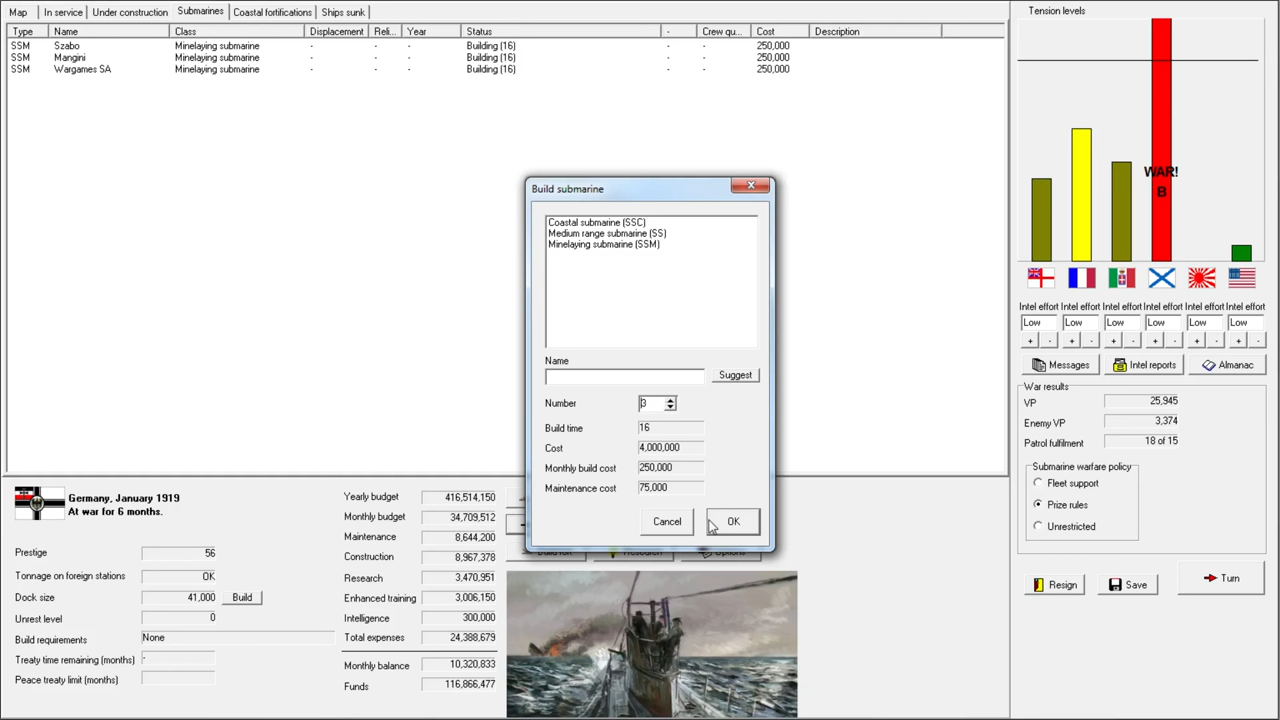 Map In service Under construction Submarines Coastal fortifications Ships sunk
Type Name Class Displacement Reli... Year Status - Crew qu... Cost Description
SSM Szabo Minelaying submarine - - - Building (16) - - 250,000
SSM Mangini Minelaying submarine - - - Building (16) - - 250,000
SSM Wargames SA Minelaying submarine - - - Building (16) - - 250,000
Build submarine
Coastal submarine (SSC)
Medium range submarine (SS)
Minelaying submarine (SSM)
Name
Suggest
Number 3
Build time 16
Cost 4,000,000
Monthly build cost 250,000
Maintenance cost 75,000
Cancel OK
Build fort Research Options
Germany, January 1919
At war for 6 months.
Prestige 56
Tonnage on foreign stations OK
Dock size 41,000 Build
Unrest level 0
Build requirements None
Treaty time remaining (months) -
Peace treaty limit (months)
Yearly budget 416,514,150
Monthly budget 34,709,512
Maintenance 8,644,200
Construction 8,967,378
Research 3,470,951
Enhanced training 3,006,150
Intelligence 300,000
Total expenses 24,388,679
Monthly balance 10,320,833
Funds 116,866,477
Tension levels
WAR!
B
Intel effort Intel effort Intel effort Intel effort Intel effort Intel effort
Low Low Low Low Low Low
+ - + - + - + - + - + -
Messages Intel reports Almanac
War results
VP 25,945
Enemy VP 3,374
Patrol fulfilment 18 of 15
Submarine warfare policy
Fleet support
Prize rules
Unrestricted
Resign Save Turn